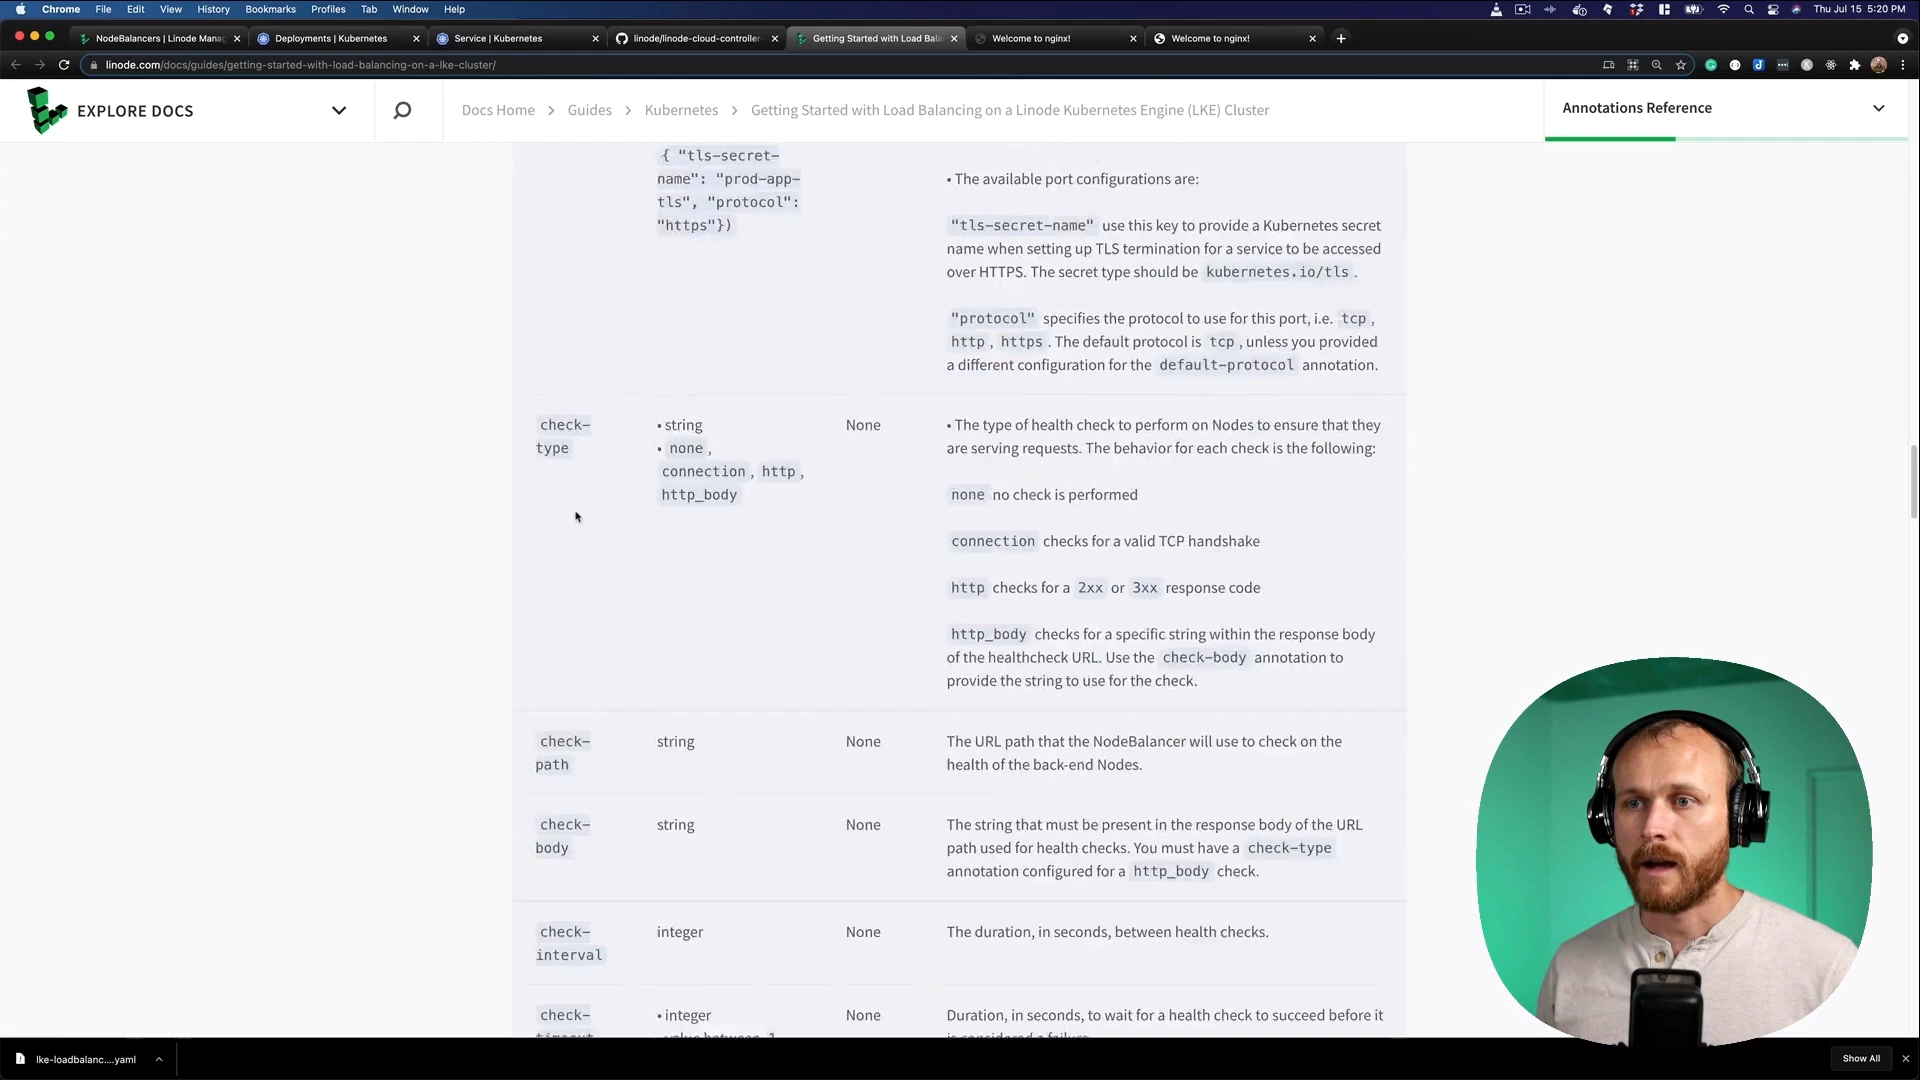 Chrome File Edit View History Bookmarks Profiles Tab Window Help Thu Jul 15 5:20 PM
NodeBalancers | Linode Mana Deployments | Kubernetes Service | Kubernetes linode/linode-cloud-controller- Getting Started with Load Bala Welcome to nginx! Welcome to nginx!
linode.com/docs/guides/getting-started-with-load-balancing-on-a-lke-cluster/
EXPLORE DOCS Docs Home > Guides > Kubernetes > Getting Started with Load Balancing on a Linode Kubernetes Engine (LKE) Cluster Annotations Reference
{ "tls-secret-
name": "prod-app-
tls", "protocol":
"https"})
• The available port configurations are:
"tls-secret-name" use this key to provide a Kubernetes secret
name when setting up TLS termination for a service to be accessed
over HTTPS. The secret type should be kubernetes.io/tls .
"protocol" specifies the protocol to use for this port, i.e. tcp ,
http , https . The default protocol is tcp , unless you provided
a different configuration for the default-protocol annotation.
check-
type
• string
• none ,
connection , http ,
http_body
None
• The type of health check to perform on Nodes to ensure that they
are serving requests. The behavior for each check is the following:
none no check is performed
connection checks for a valid TCP handshake
http checks for a 2xx or 3xx response code
http_body checks for a specific string within the response body
of the healthcheck URL. Use the check-body annotation to
provide the string to use for the check.
check-
path
string
None
The URL path that the NodeBalancer will use to check on the
health of the back-end Nodes.
check-
body
string
None
The string that must be present in the response body of the URL
path used for health checks. You must have a check-type
annotation configured for a http_body check.
check-
interval
integer
None
The duration, in seconds, between health checks.
check-
timeout
• integer
• value between 1
None
Duration, in seconds, to wait for a health check to succeed before it
is considered a failure.
lke-loadbalanc....yaml
Show All